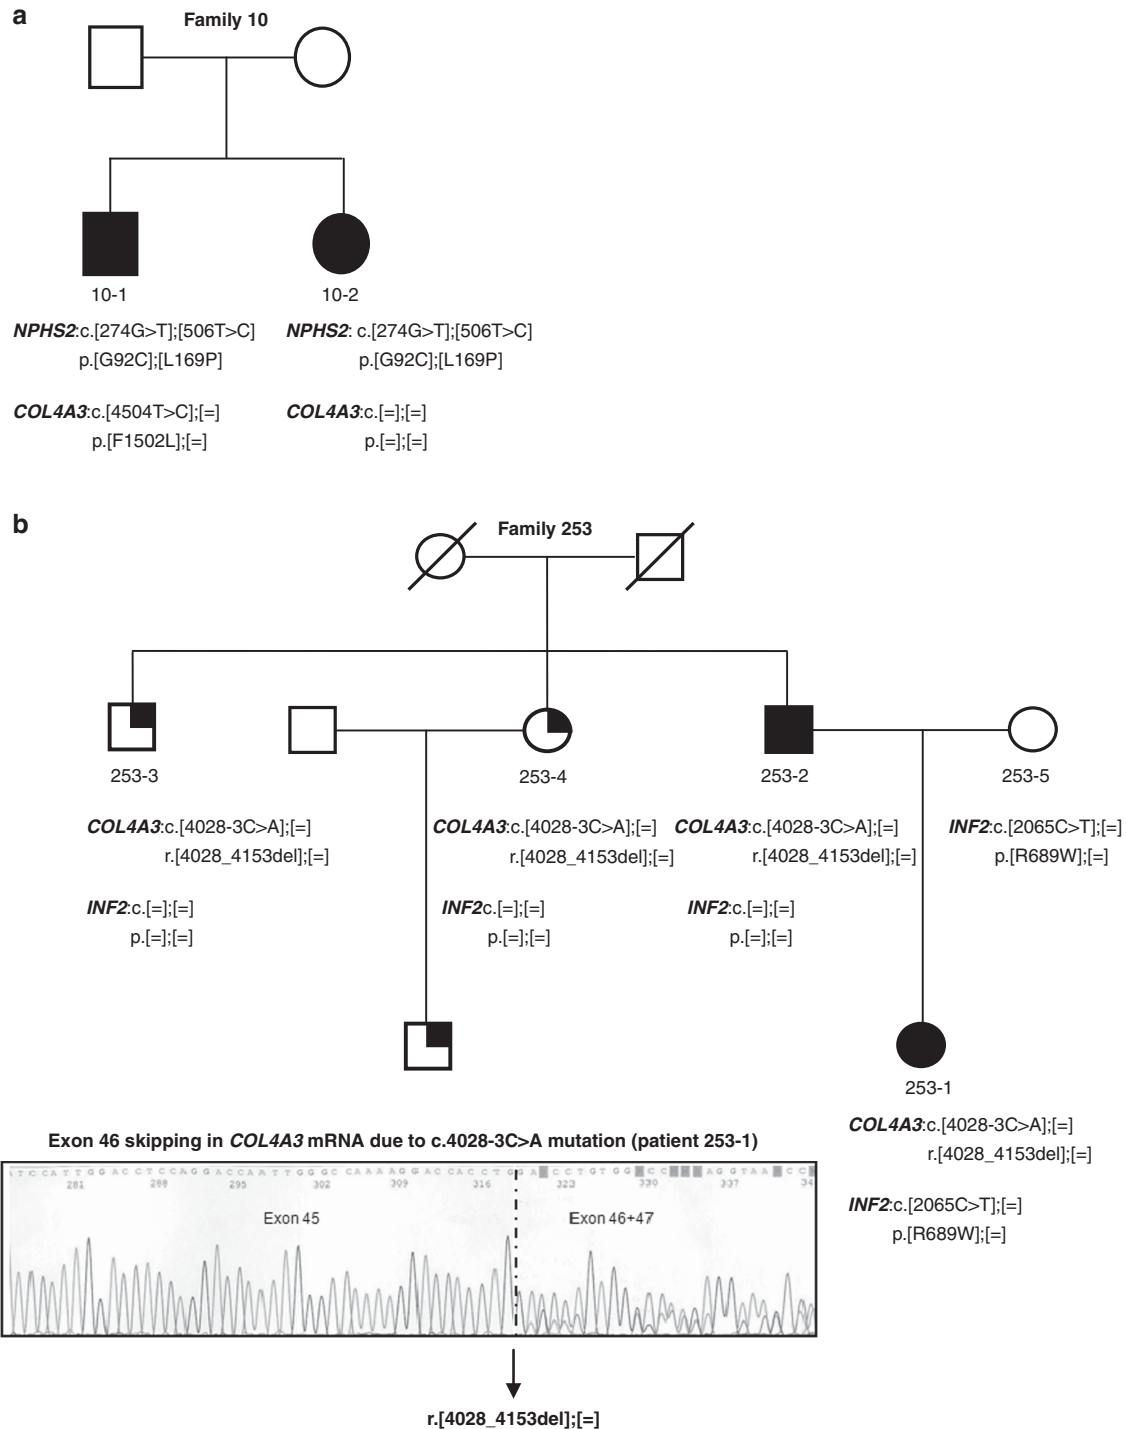 a
Family 10
10-1
10-2
NPHS2:c.[274G>T];[506T>C]
p.[G92C];[L169P]
COL4A3:c.[4504T>C];[=]
p.[F1502L];[=]
NPHS2: c.[274G>T];[506T>C]
p.[G92C];[L169P]
COL4A3:c.[=];[=]
p.[=];[=]
b
Family 253
253-3
253-4
253-2
253-5
COL4A3:c.[4028-3C>A];[=]
r.[4028_4153del];[=]
INF2:c.[=];[=]
p.[=];[=]
COL4A3:c.[4028-3C>A];[=]
r.[4028_4153del];[=]
INF2c.[=];[=]
p.[=];[=]
COL4A3:c.[4028-3C>A];[=]
r.[4028_4153del];[=]
INF2:c.[=];[=]
p.[=];[=]
INF2:c.[2065C>T];[=]
p.[R689W];[=]
253-1
COL4A3:c.[4028-3C>A];[=]
r.[4028_4153del];[=]
INF2:c.[2065C>T];[=]
p.[R689W];[=]
Exon 46 skipping in COL4A3 mRNA due to c.4028-3C>A mutation (patient 253-1)
CCATTGGACCTCCAGGACCAATTGGGCCAAAAGGACCACCTG
281 288 295 302 309 316 323 330 337
Exon 45
Exon 46+47
r.[4028_4153del];[=]